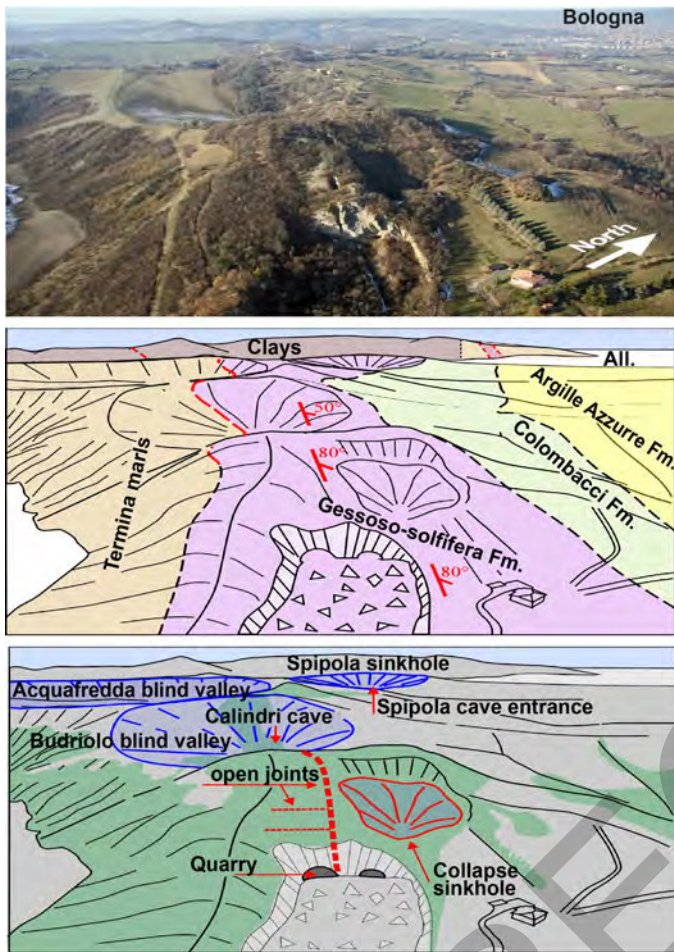 Bologna
North
Clays
All.
50°
Argille Azzurre Fm.
80°
Colombacci Fm.
Termina marls
Gessoso-solfifera Fm.
80°
Spipola sinkhole
Acquafredda blind valley
Spipola cave entrance
Calindri cave
Budriolo blind valley
open joints
Quarry
Collapse
sinkhole